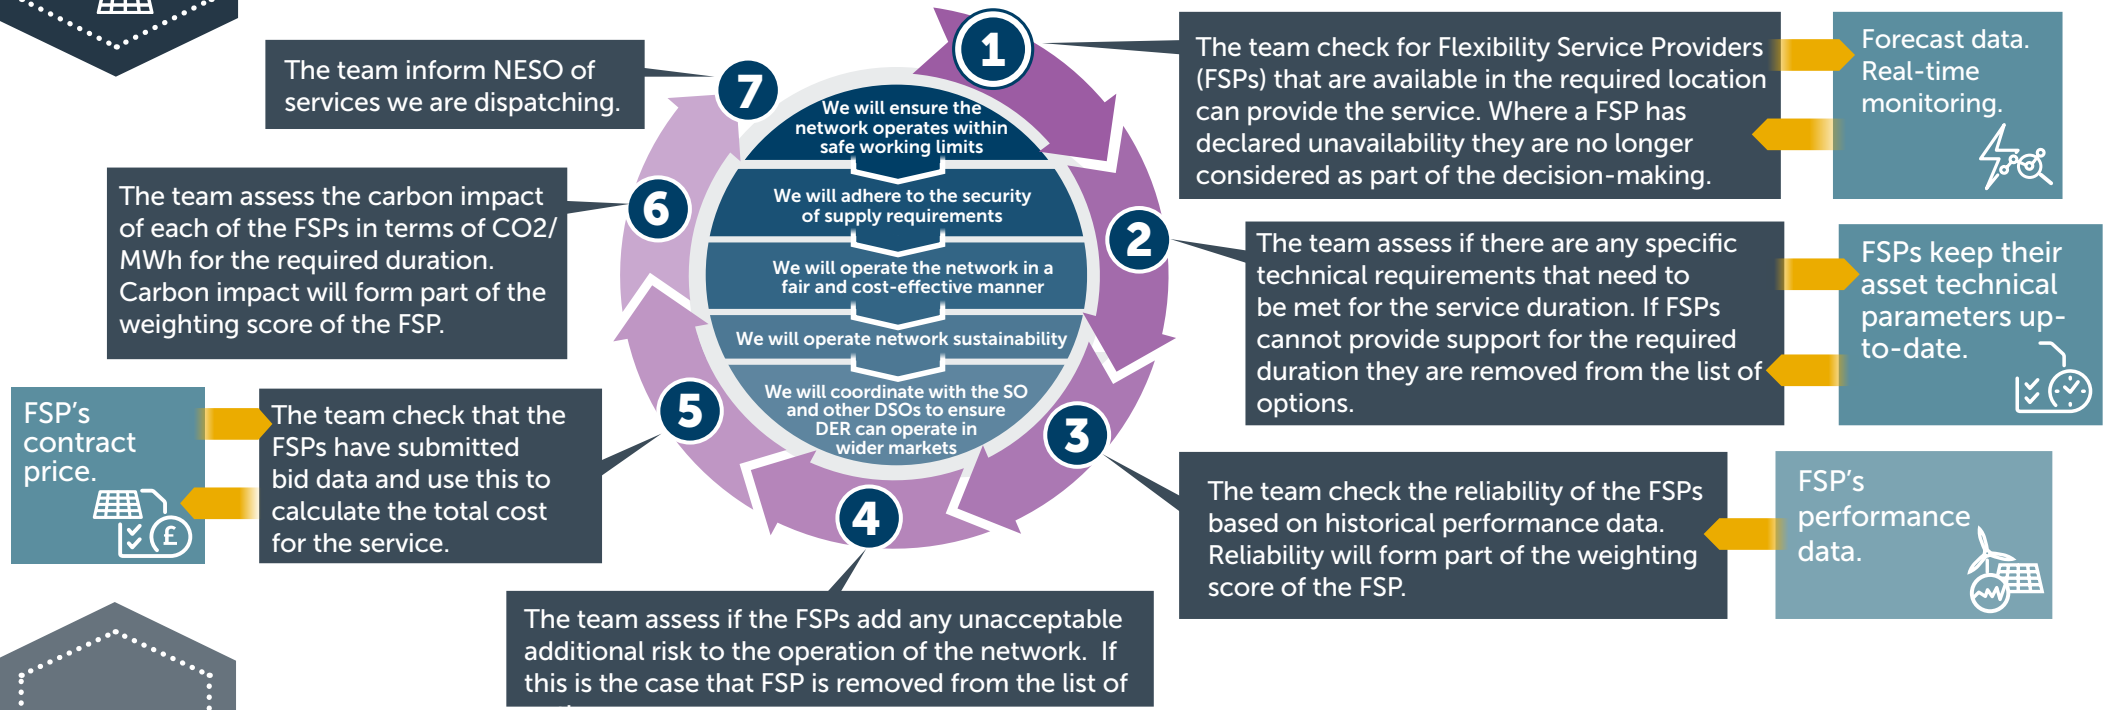 1
The team check for Flexibility Service Providers
(FSPs) that are available in the required location
can provide the service. Where a FSP has
declared unavailability they are no longer
considered as part of the decision-making.
Forecast data.
Real-time
monitoring.
2
The team assess if there are any specific
technical requirements that need to
be met for the service duration. If FSPs
cannot provide support for the required
duration they are removed from the list of
options.
FSPs keep their
asset technical
parameters up-
to-date.
3
The team check the reliability of the FSPs
based on historical performance data.
Reliability will form part of the weighting
score of the FSP.
FSP's
performance
data.
4
The team assess if the FSPs add any unacceptable
additional risk to the operation of the network.  If
this is the case that FSP is removed from the list of
5
The team check that the
FSPs have submitted
bid data and use this to
calculate the total cost
for the service.
FSP's
contract
price.
£
6
The team assess the carbon impact
of each of the FSPs in terms of CO2/
MWh for the required duration.
Carbon impact will form part of the
weighting score of the FSP.
7
The team inform NESO of
services we are dispatching.
We will ensure the
network operates within
safe working limits
We will adhere to the security
of supply requirements
We will operate the network in a
fair and cost-effective manner
We will operate network sustainability
We will coordinate with the SO
and other DSOs to ensure
DER can operate in
wider markets